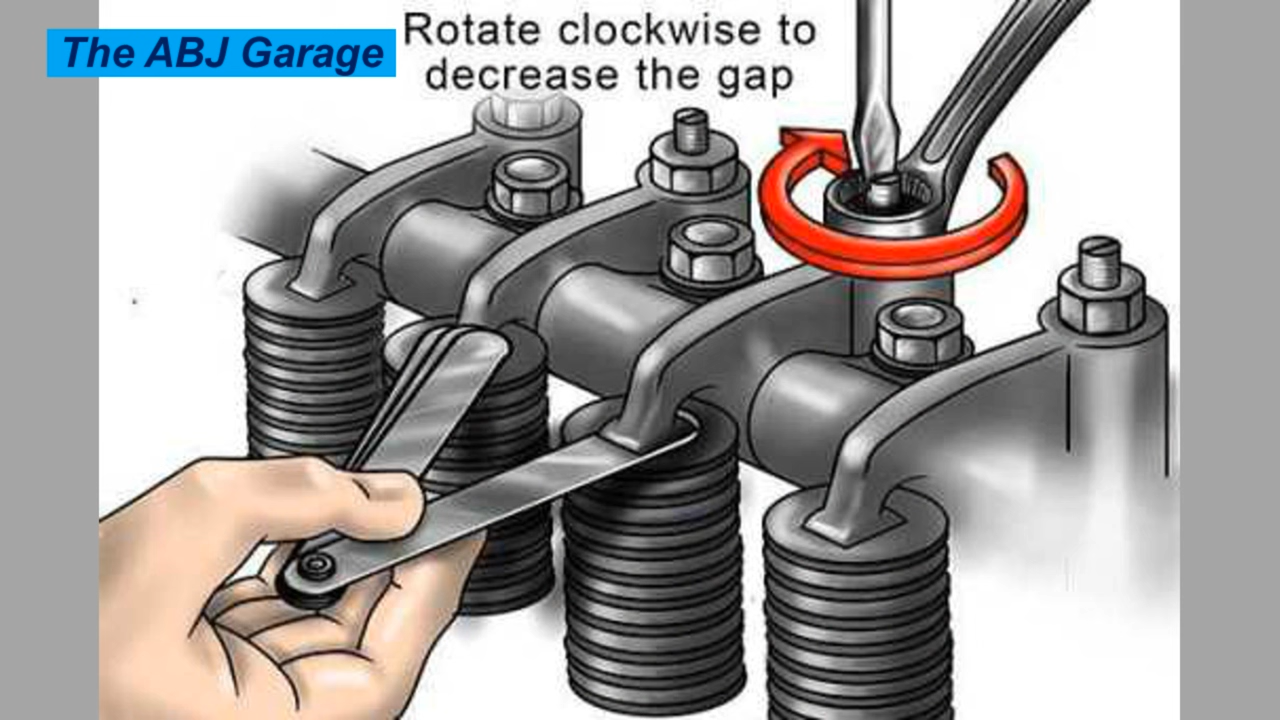 The ABJ Garage
Rotate clockwise to
decrease the gap